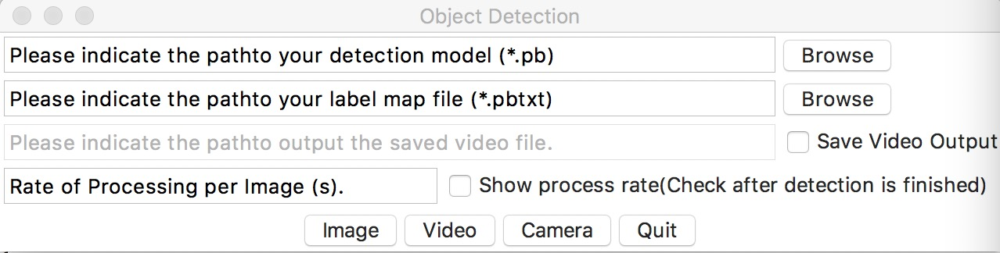 Object Detection
Please indicate the pathto your detection model (*.pb) Browse
Please indicate the pathto your label map file (*.pbtxt) Browse
Please indicate the pathto output the saved video file. Save Video Output
Rate of Processing per Image (s). Show process rate(Check after detection is finished)
Image Video Camera Quit